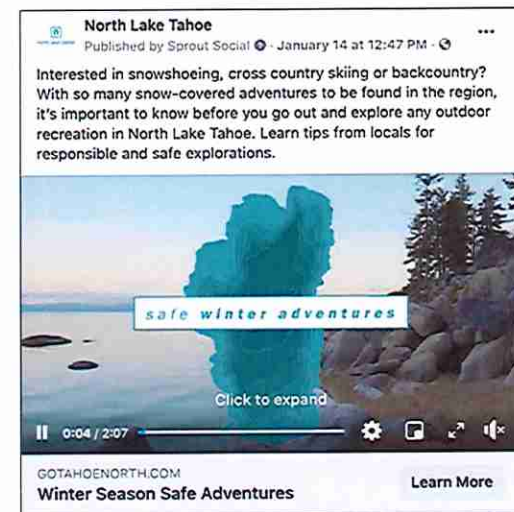 North Lake Tahoe
Published by Sprout Social · January 14 at 12:47 PM ·
Interested in snowshoeing, cross country skiing or backcountry?
With so many snow-covered adventures to be found in the region,
it's important to know before you go out and explore any outdoor
recreation in North Lake Tahoe. Learn tips from locals for
responsible and safe explorations.
safe winter adventures
Click to expand
0:04 / 2:07
GOTAHOENORTH.COM
Winter Season Safe Adventures
Learn More